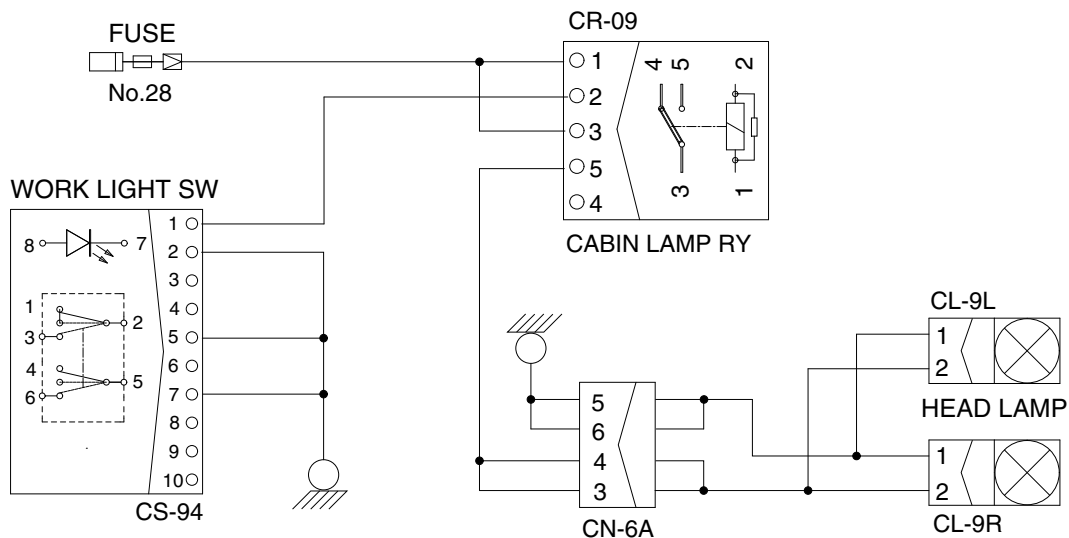 FUSE
No.28
CR-09
1
2
3
5
4
4 5 2
3 1
CABIN LAMP RY
WORK LIGHT SW
8 7
1
2
3
4
5
6
7
8
9
10
1
2
3
4
5
6
CS-94
5
6
4
3
CN-6A
CL-9L
1
2
HEAD LAMP
1
2
CL-9R